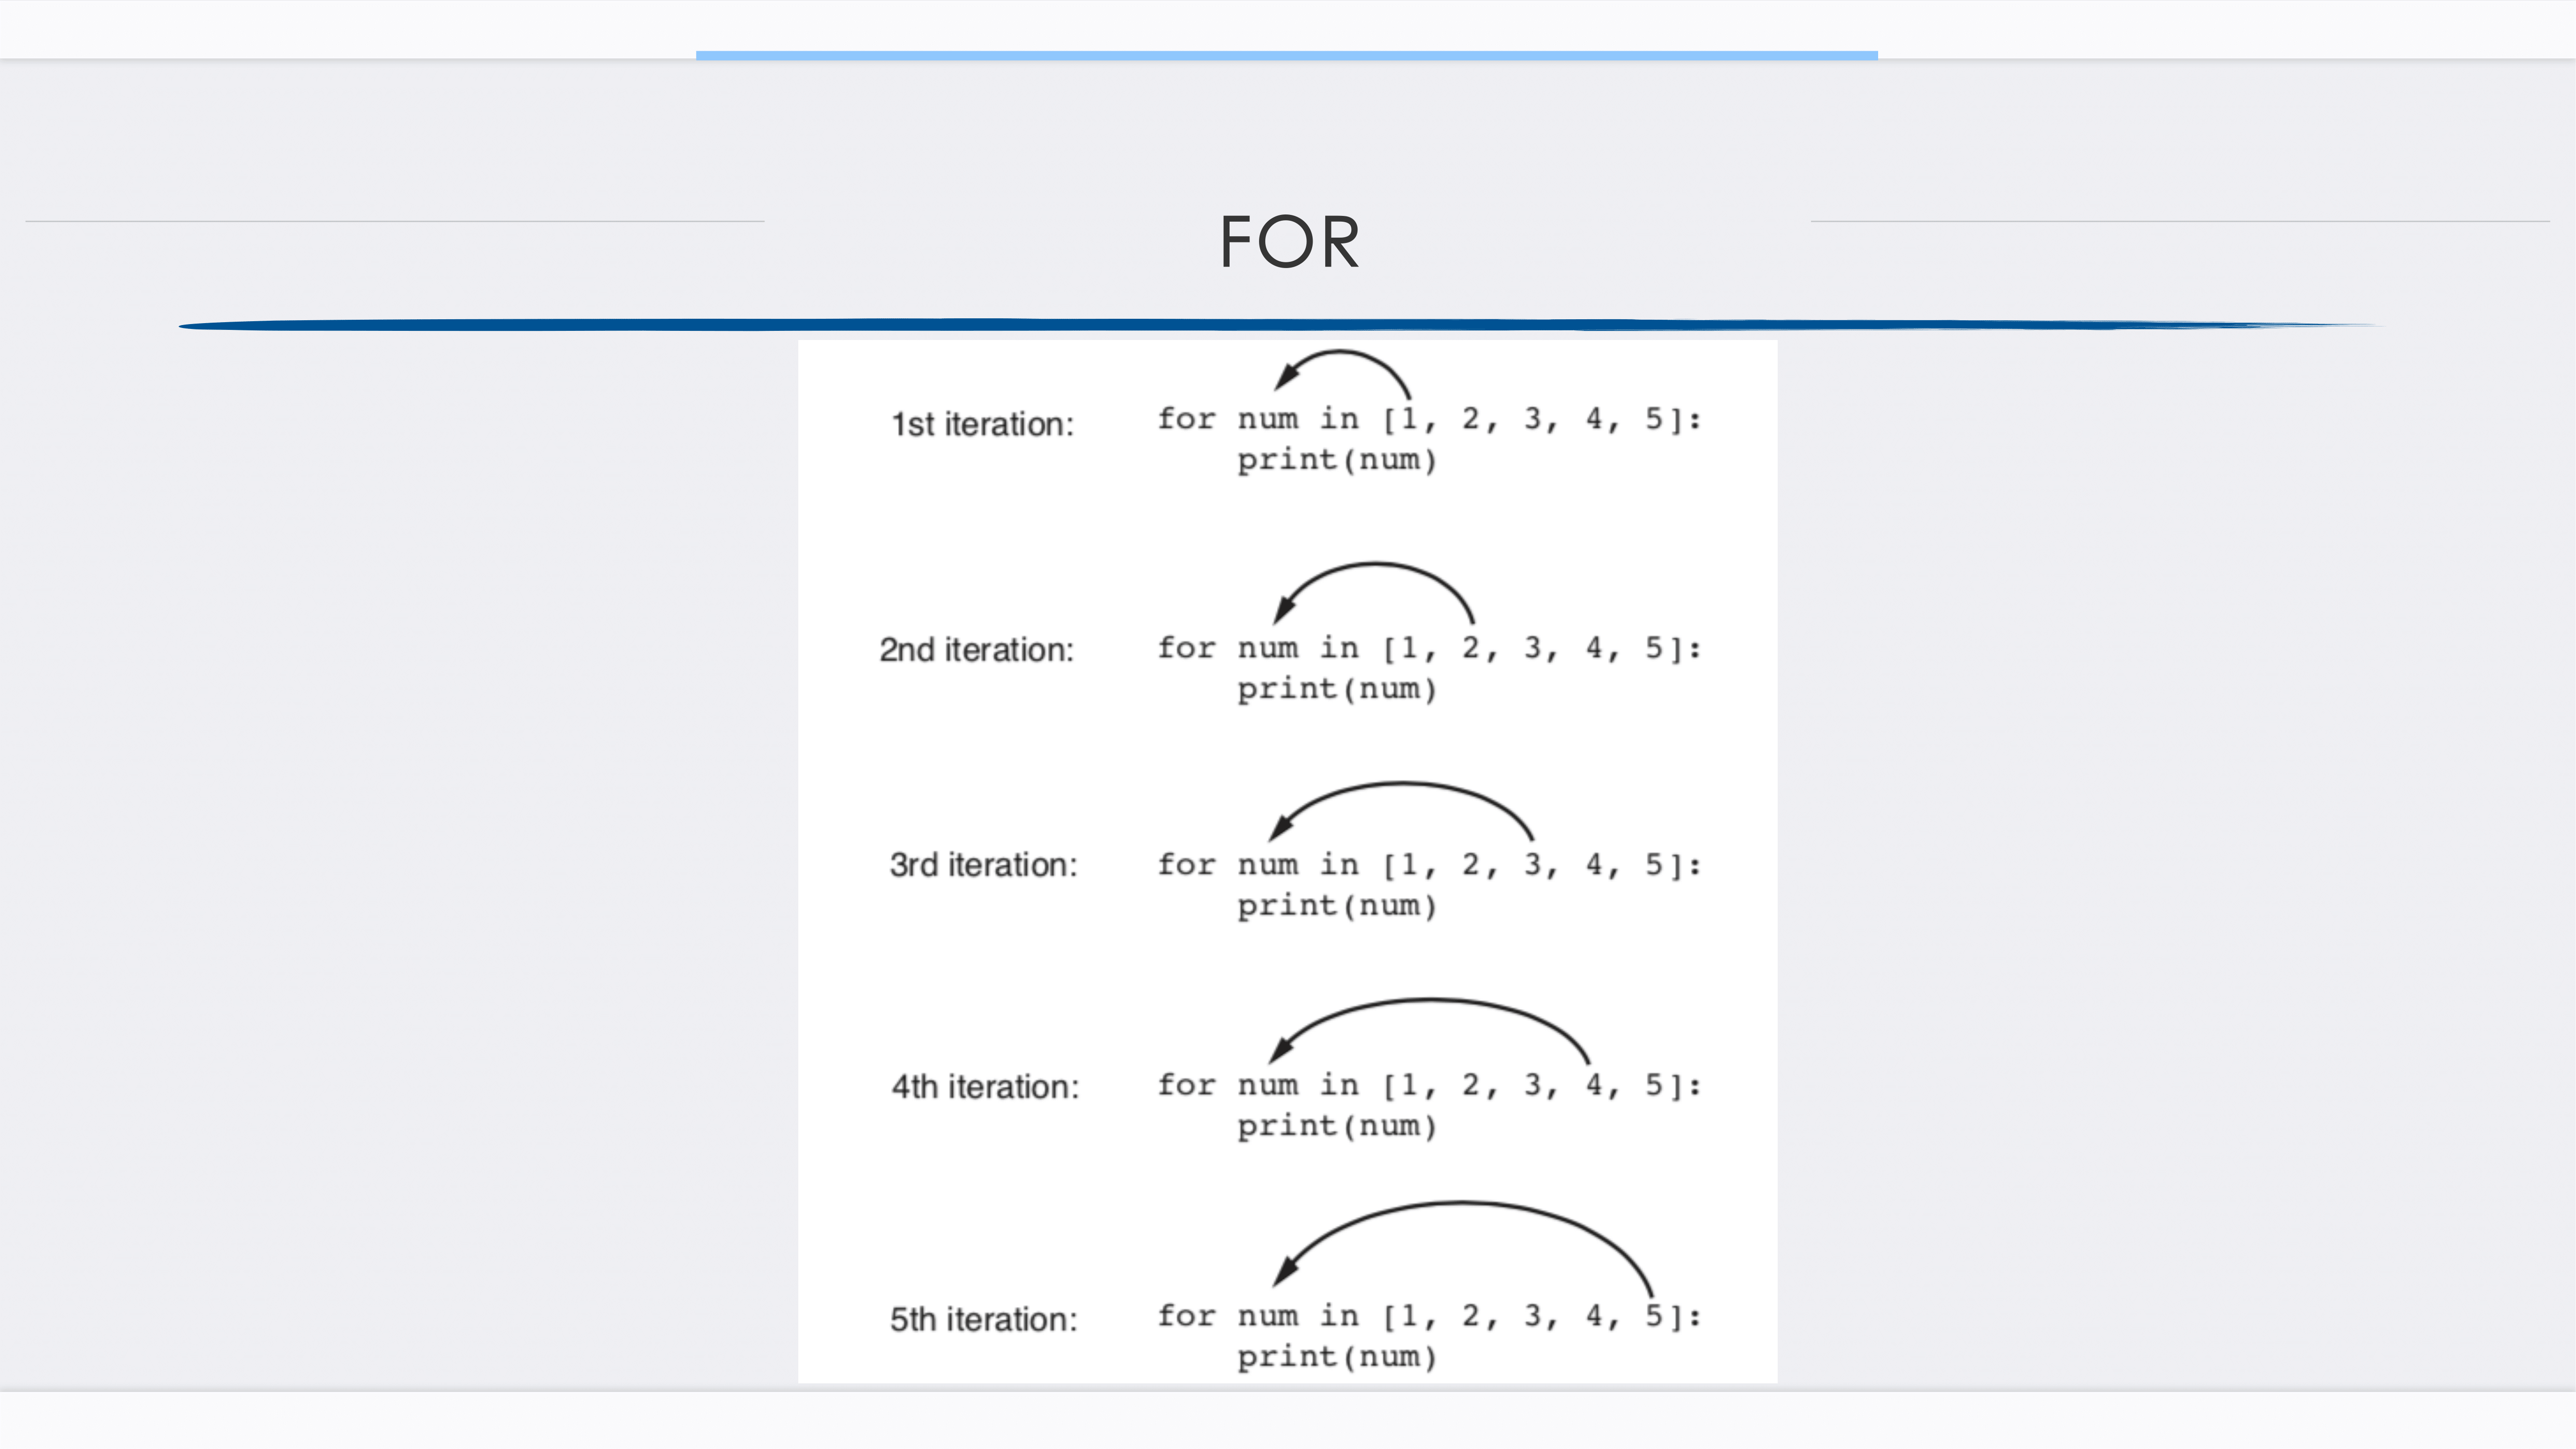 FOR
1st iteration: for num in [1, 2, 3, 4, 5]:
print(num)
2nd iteration: for num in [1, 2, 3, 4, 5]:
print(num)
3rd iteration: for num in [1, 2, 3, 4, 5]:
print(num)
4th iteration: for num in [1, 2, 3, 4, 5]:
print(num)
5th iteration: for num in [1, 2, 3, 4, 5]:
print(num)